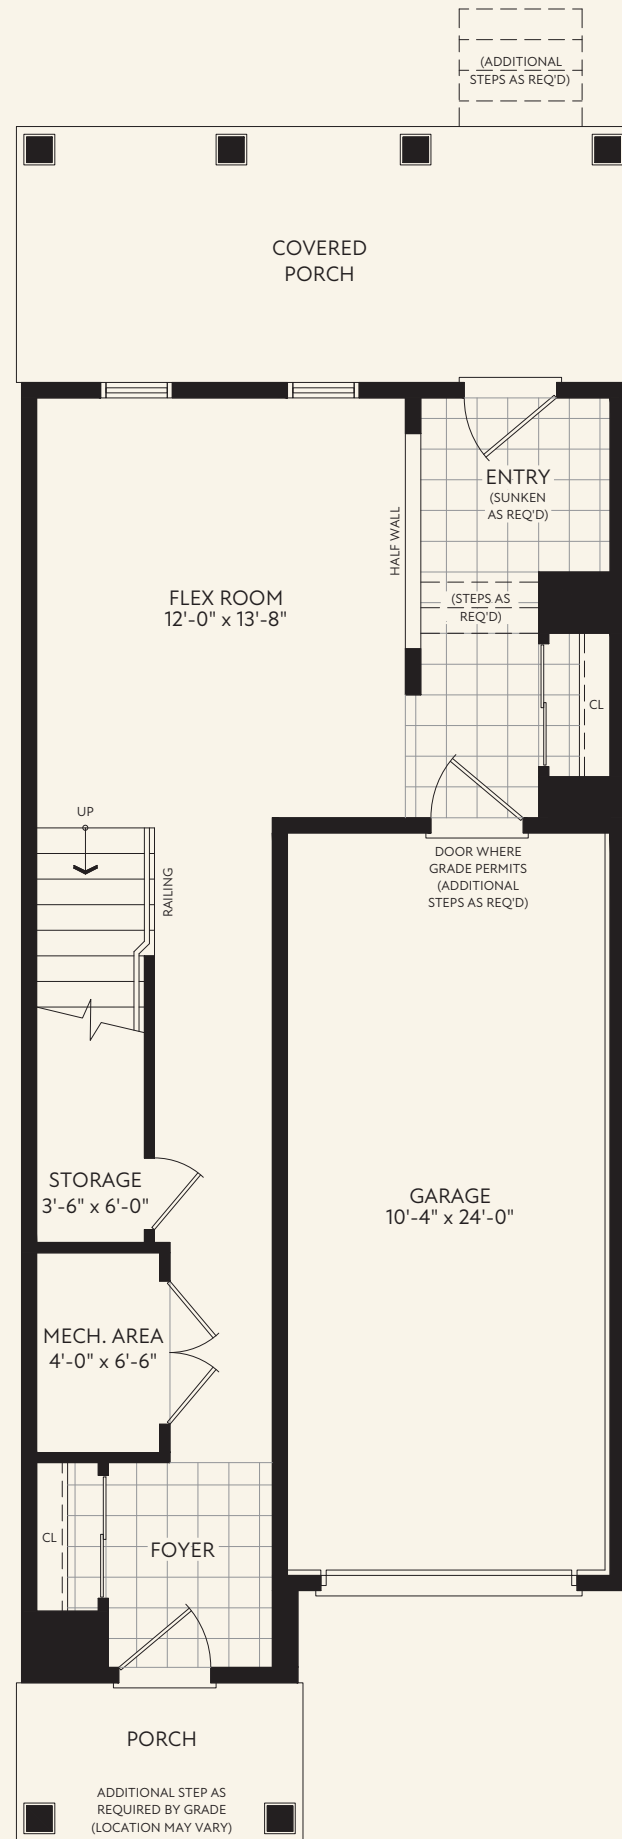 (ADDITIONAL
STEPS AS REQ'D)
COVERED
PORCH
ENTRY
(SUNKEN
AS REQ'D)
HALF WALL
FLEX ROOM
12'-0" x 13'-8"
(STEPS AS
REQ'D)
CL
UP
RAILING
DOOR WHERE
GRADE PERMITS
(ADDITIONAL
STEPS AS REQ'D)
STORAGE
3'-6" x 6'-0"
GARAGE
10'-4" x 24'-0"
MECH. AREA
4'-0" x 6'-6"
CL
FOYER
PORCH
ADDITIONAL STEP AS
REQUIRED BY GRADE
(LOCATION MAY VARY)